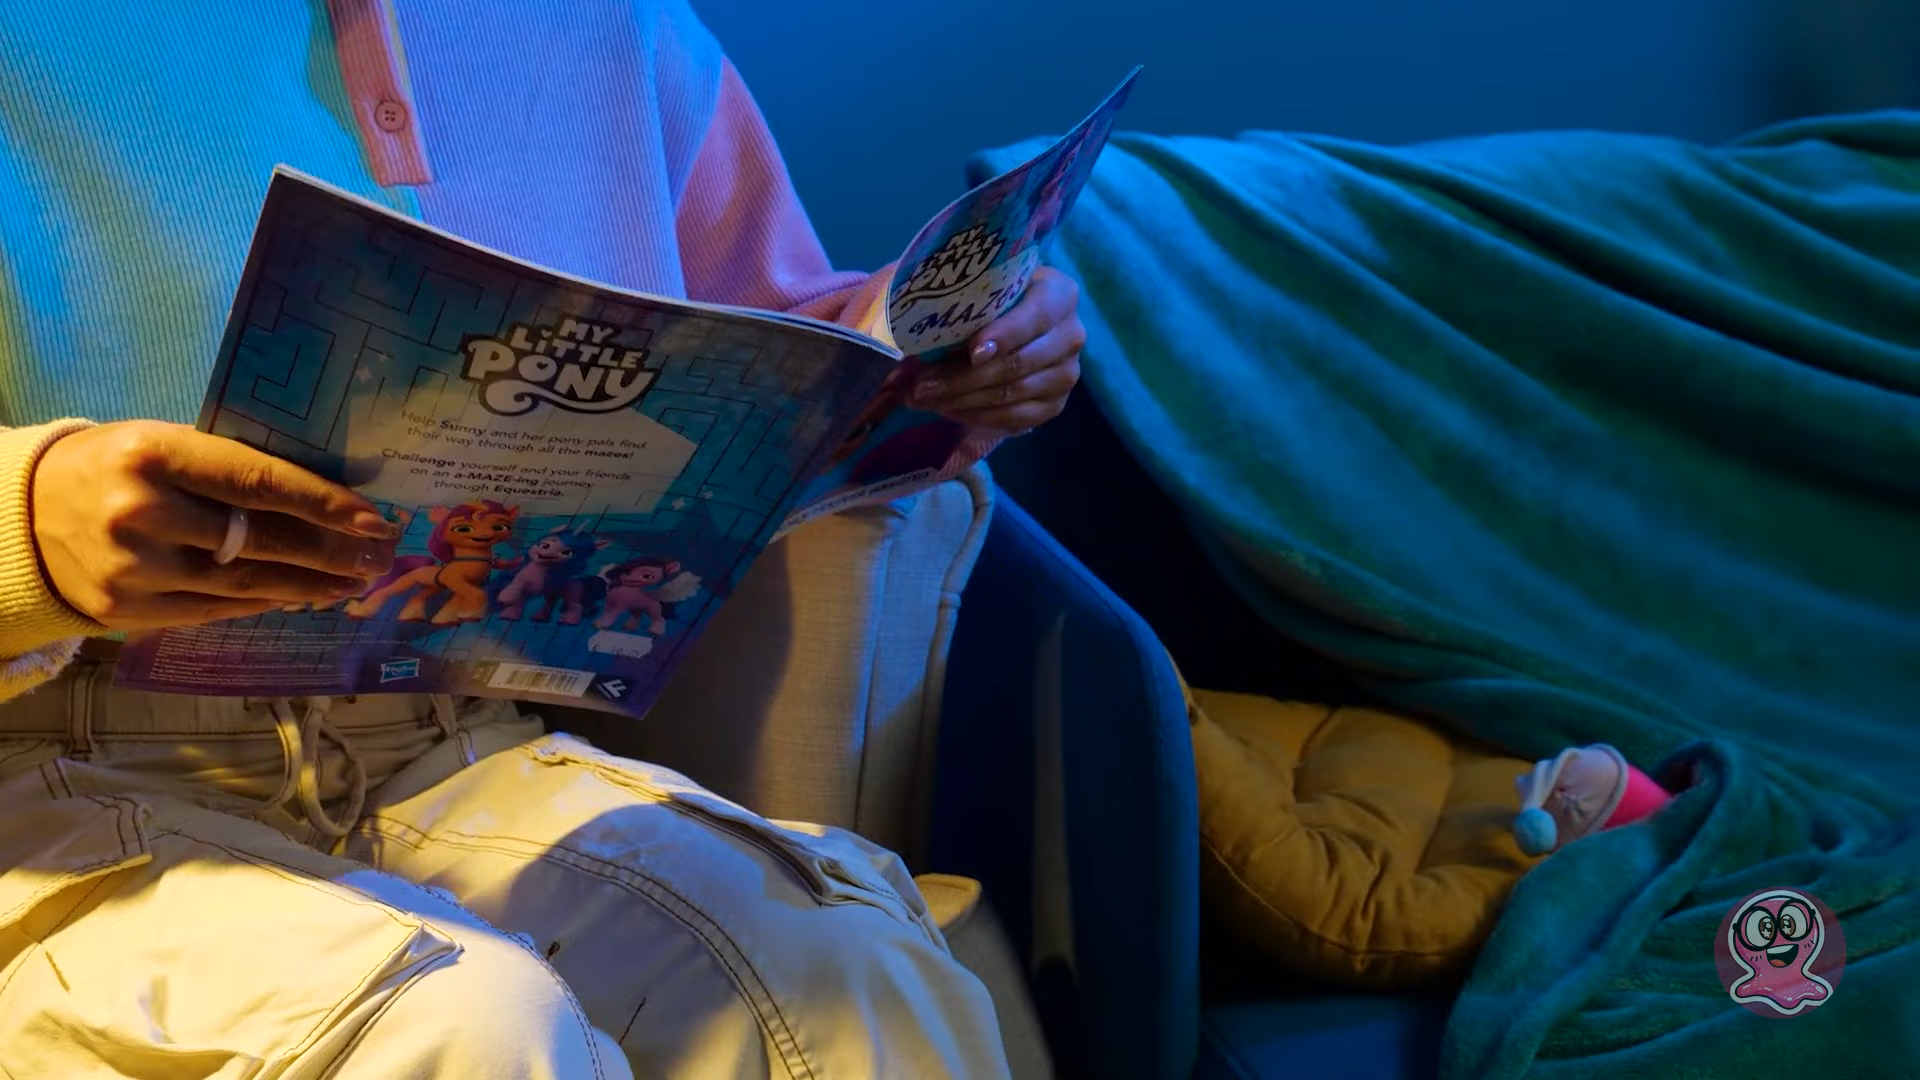 MY
LITTLE
PONY
Help Sunny and her pony pals find
their way through all the mazes!
Challenge yourself and your friends
on an a-MAZE-ing journey
through Equestria.
Hasbro
MY
LITTLE
PONY
MAZES